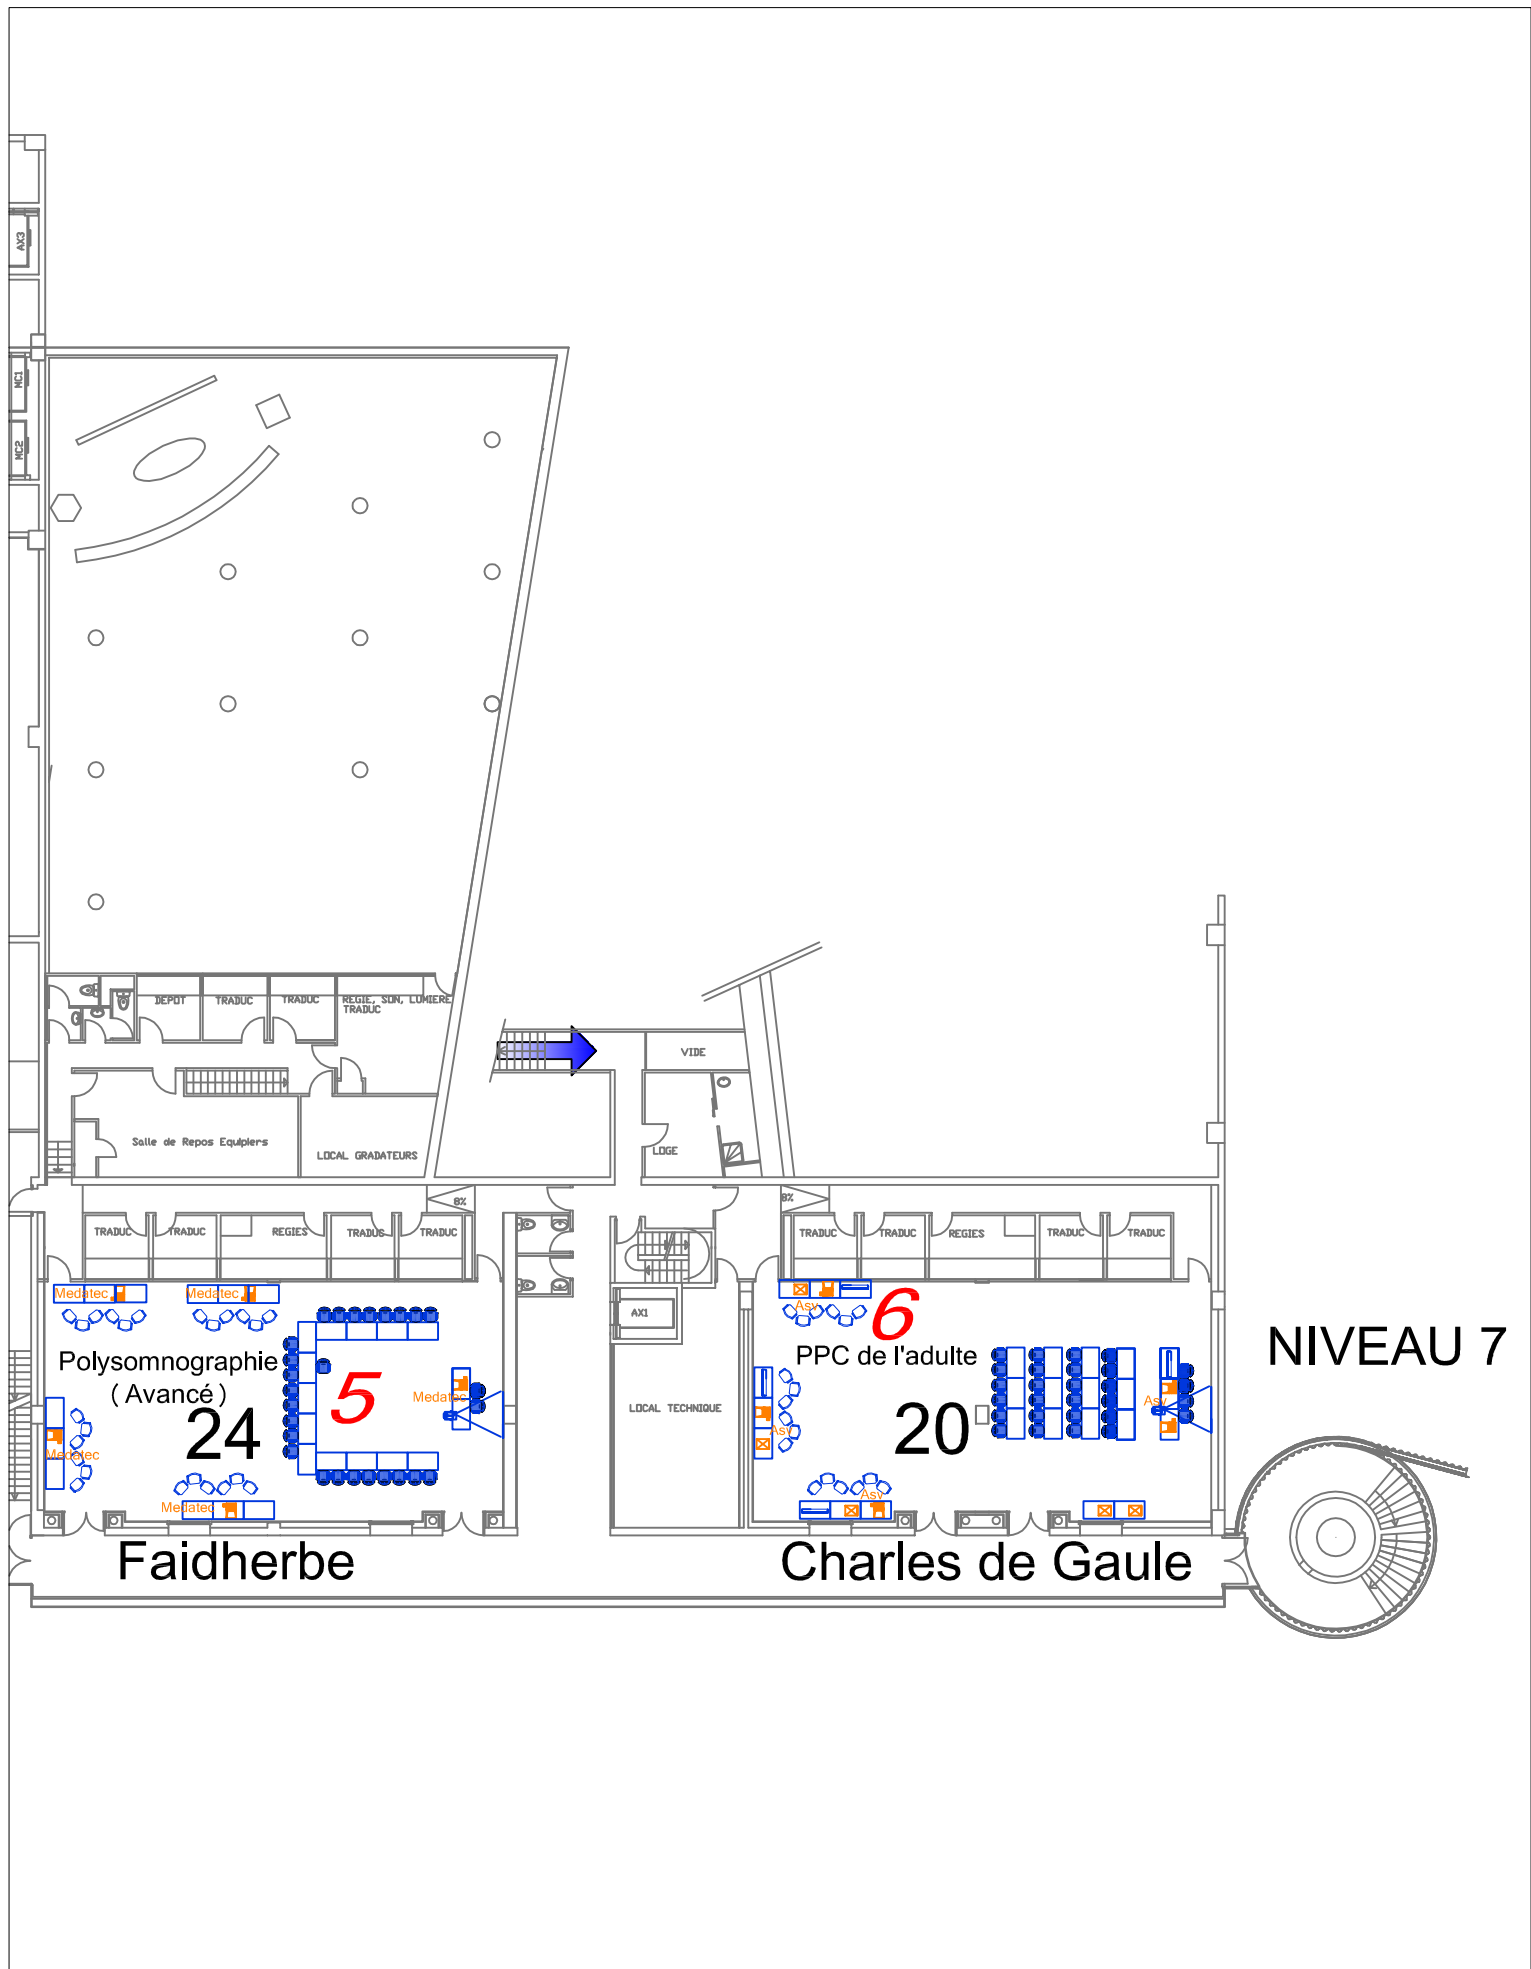 AX3
MC1
MC2
DEPOT
TRADUC
TRADUC
REGIE, SON, LUMIERE
TRADUC
VIDE
Salle de Repos Equipiers
LOCAL GRADATEURS
LOGE
8%
8%
TRADUC
TRADUC
REGIES
TRADUC
TRADUC
TRADUC
TRADUC
REGIES
TRADUC
TRADUC
Medatec
Medatec
Polysomnographie
( Avancé )
24
5
Medatec
Medatec
Medatec
AX1
LOCAL TECHNIQUE
Asv
6
PPC de l'adulte
20
Asv
Asv
Asv
NIVEAU 7
Faidherbe
Charles de Gaule